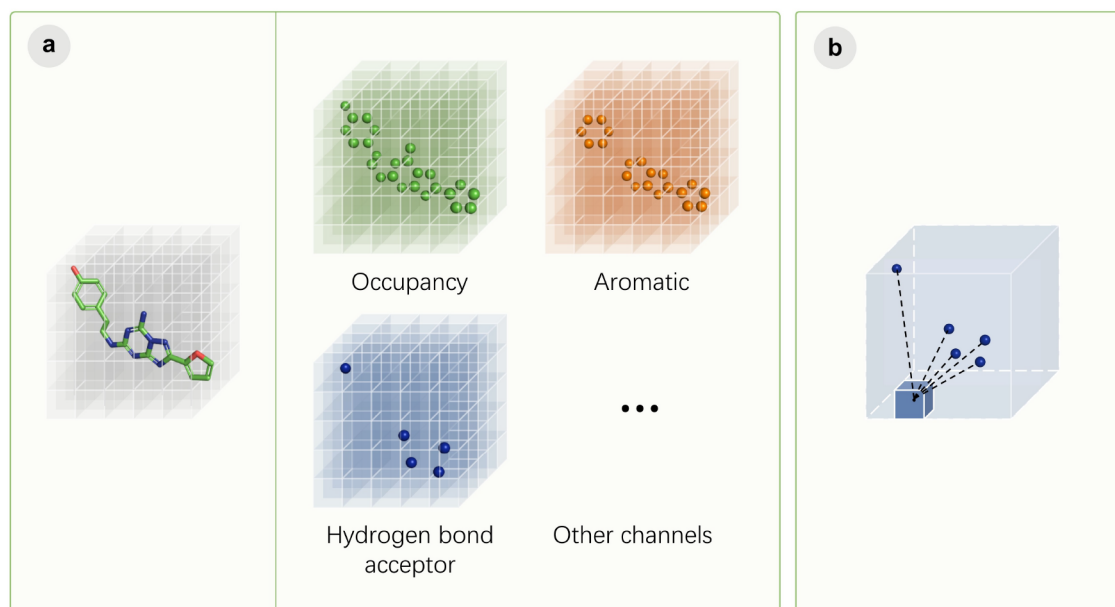 a
b
Occupancy
Aromatic
...
Hydrogen bond
acceptor
Other channels